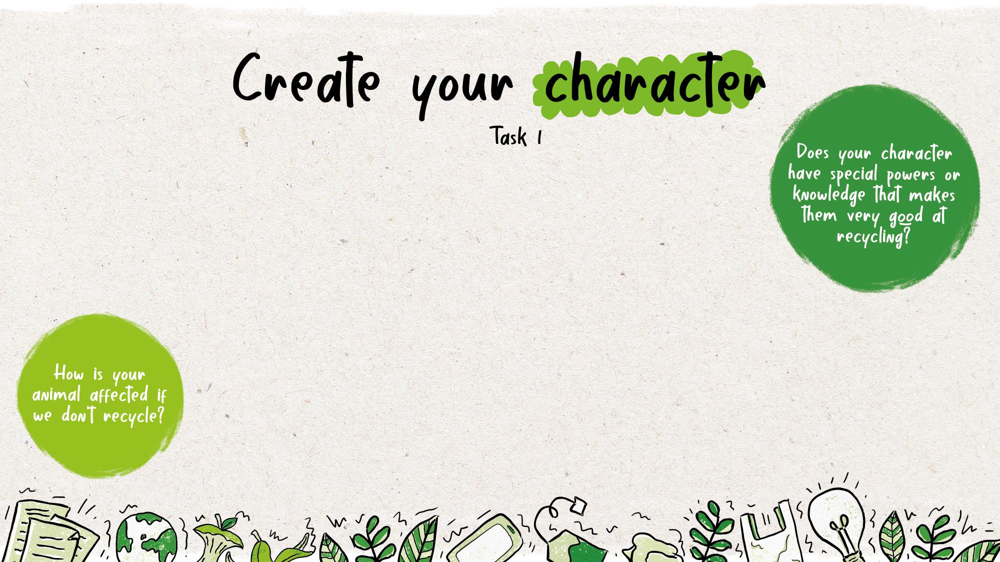 Create your character
Task 1
Does your character
have special powers or
knowledge that makes
them very good at
recycling?
How is your
animal affected if
we don't recycle?